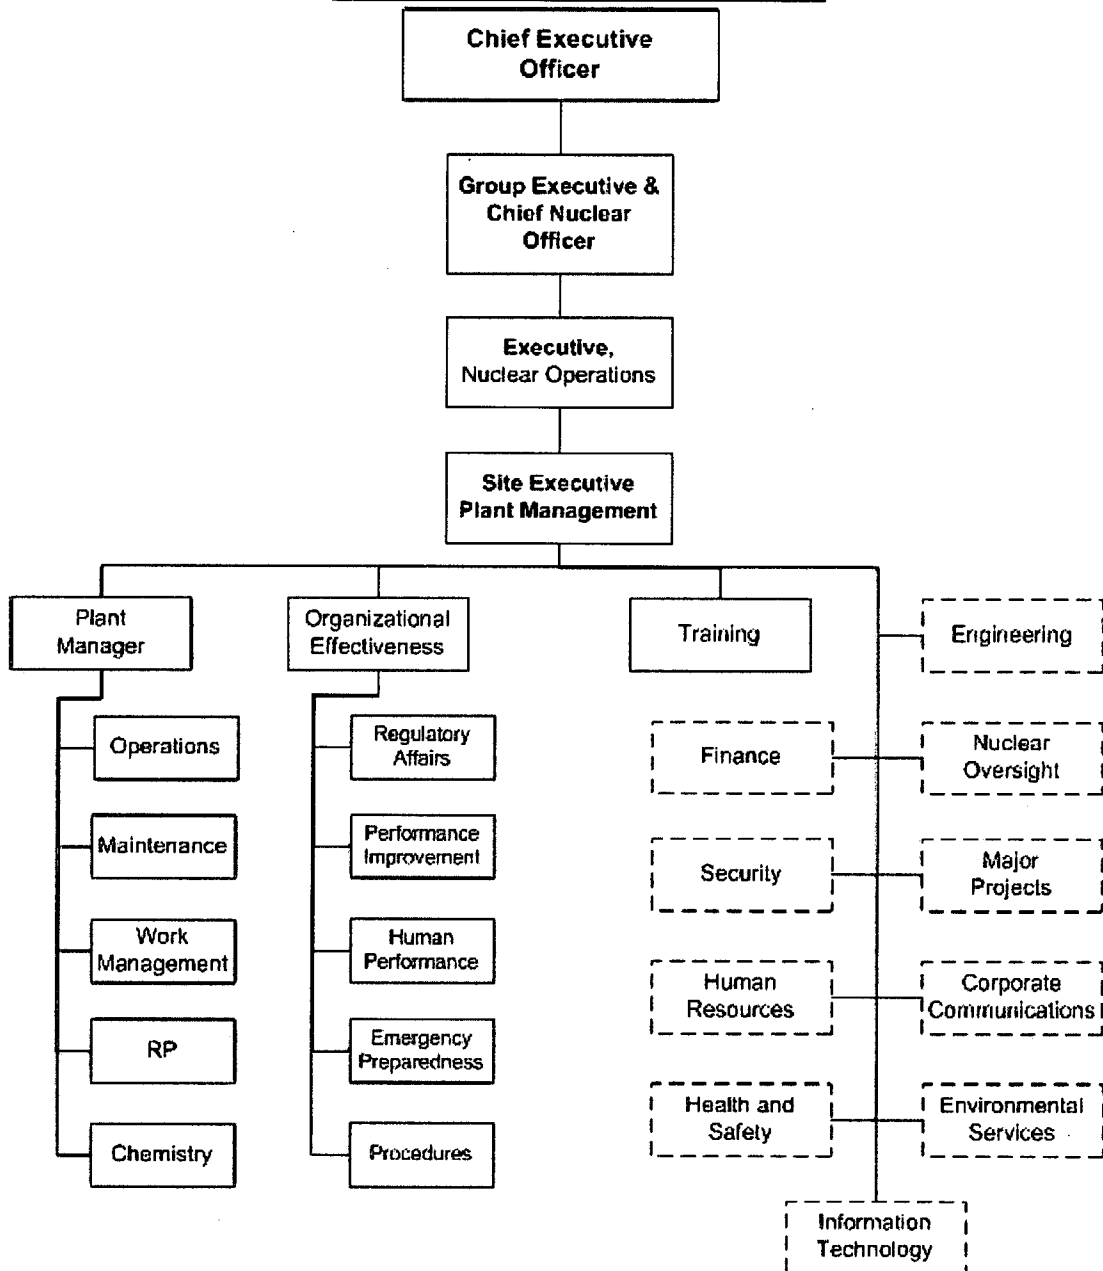 Chief Executive
Officer
Group Executive &
Chief Nuclear
Officer
Executive,
Nuclear Operations
Site Executive
Plant Management
Plant
Manager
Organizational
Effectiveness
Training
Engineering
Operations
Regulatory
Affairs
Finance
Nuclear
Oversight
Maintenance
Performance
Improvement
Security
Major
Projects
Work
Management
Human
Performance
Human
Resources
Corporate
Communications
RP
Emergency
Preparedness
Health and
Safety
Environmental
Services
Chemistry
Procedures
Information
Technology